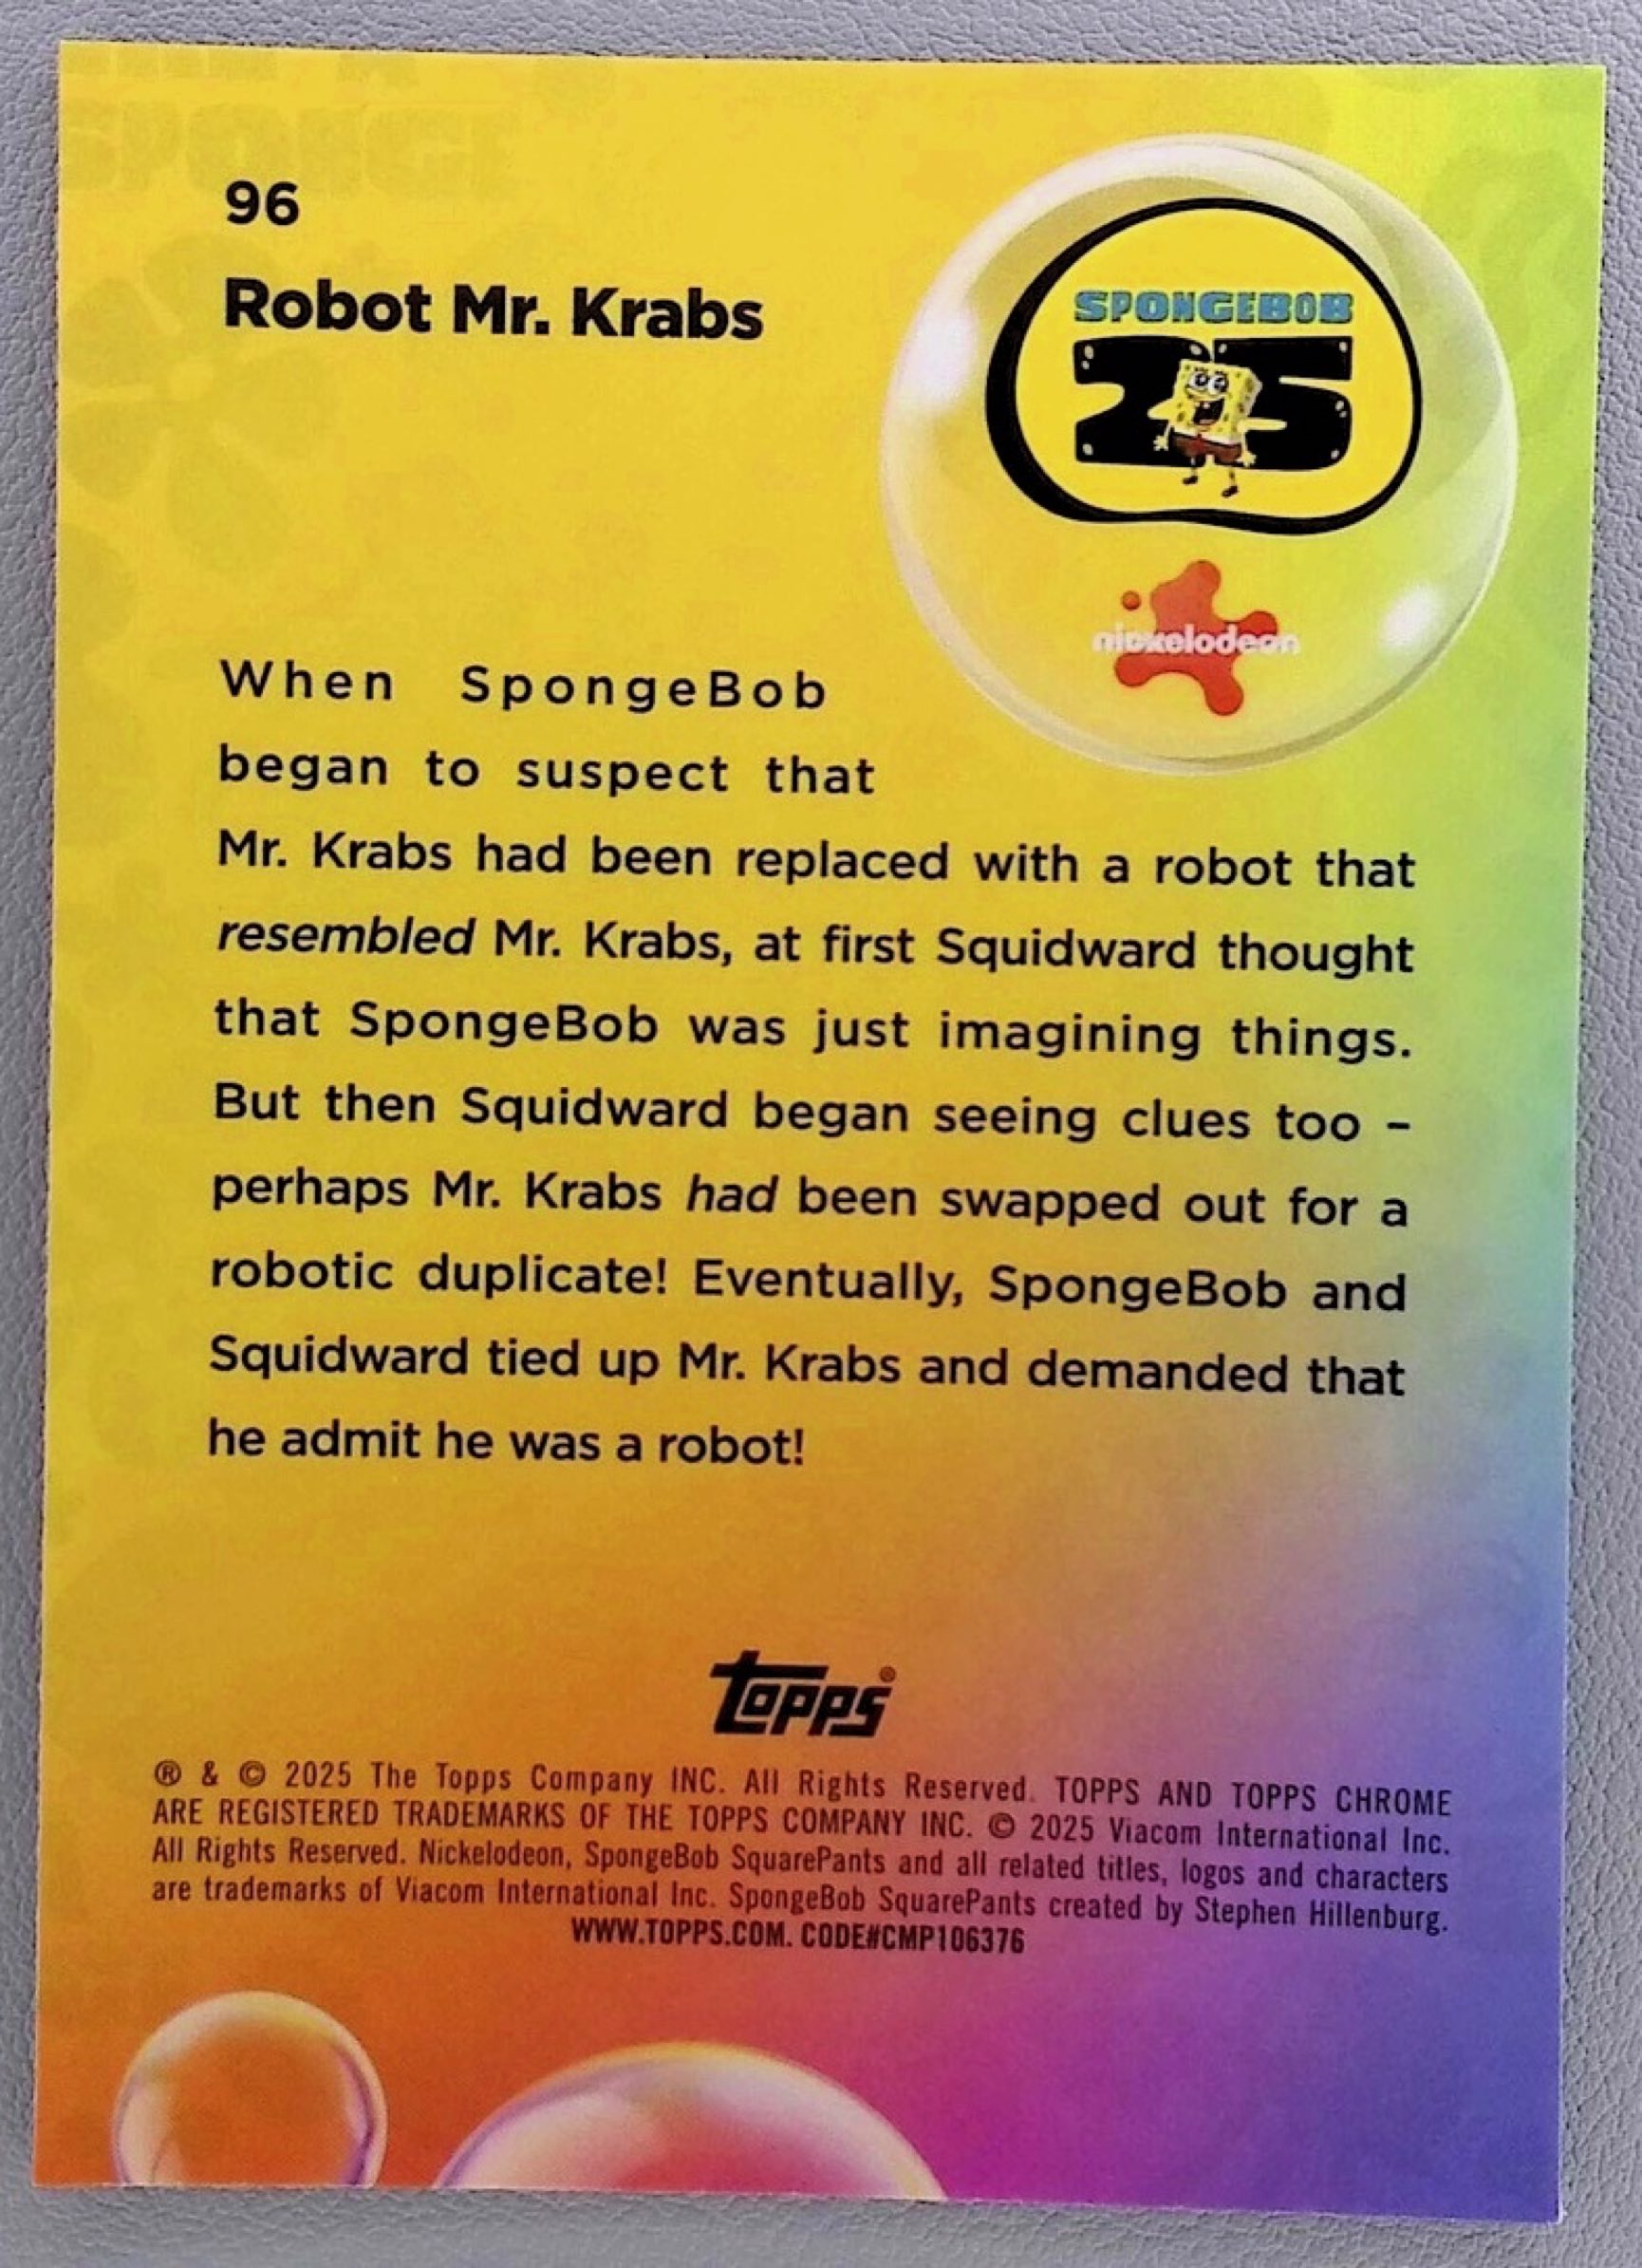 96
Robot Mr. Krabs
SPONGEBOB
25
nickelodeon
When SpongeBob
began to suspect that
Mr. Krabs had been replaced with a robot that
resembled Mr. Krabs, at first Squidward thought
that SpongeBob was just imagining things.
But then Squidward began seeing clues too –
perhaps Mr. Krabs had been swapped out for a
robotic duplicate! Eventually, SpongeBob and
Squidward tied up Mr. Krabs and demanded that
he admit he was a robot!
topps®
® & © 2025 The Topps Company INC. All Rights Reserved. TOPPS AND TOPPS CHROME
ARE REGISTERED TRADEMARKS OF THE TOPPS COMPANY INC. © 2025 Viacom International Inc.
All Rights Reserved. Nickelodeon, SpongeBob SquarePants and all related titles, logos and characters
are trademarks of Viacom International Inc. SpongeBob SquarePants created by Stephen Hillenburg.
WWW.TOPPS.COM. CODE#CMP106376